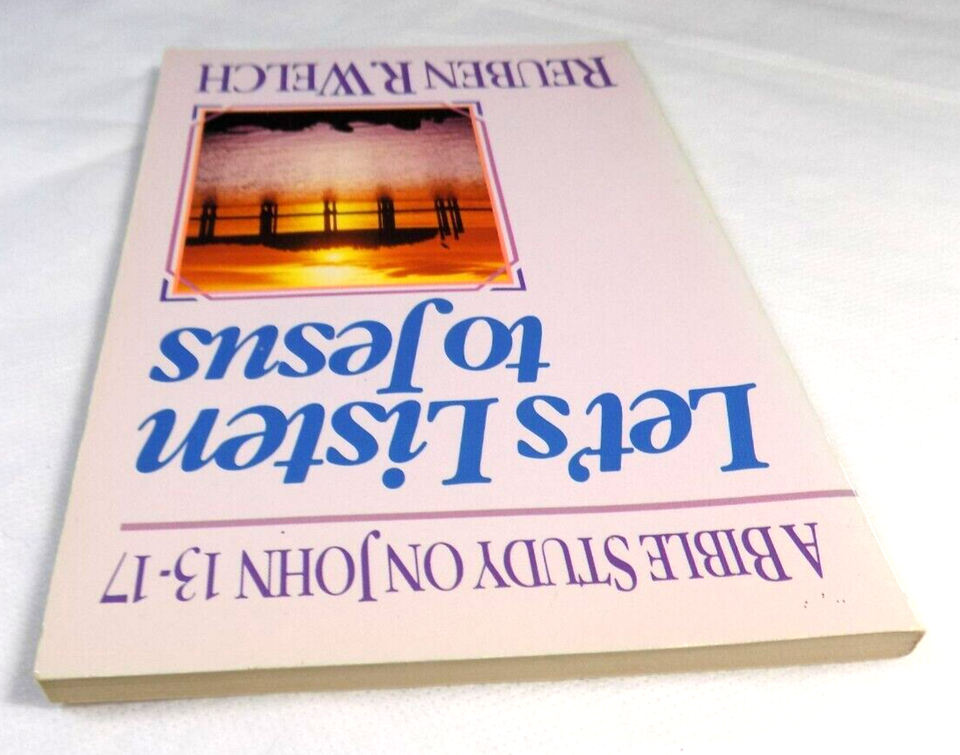 A BIBLE STUDY ON JOHN 13-17
Let's Listen
to Jesus
REUBEN R. WELCH